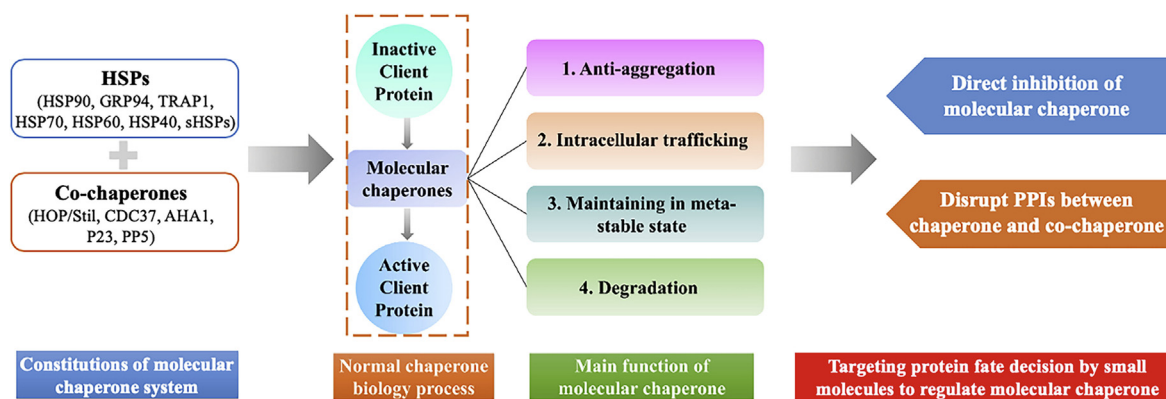 HSPs
(HSP90, GRP94, TRAP1,
HSP70, HSP60, HSP40, sHSPs)
Co-chaperones
(HOP/Stil, CDC37, AHA1,
P23, PP5)
Constitutions of molecular
chaperone system
Inactive
Client
Protein
Molecular
chaperones
Active
Client
Protein
Normal chaperone
biology process
1. Anti-aggregation
2. Intracellular trafficking
3. Maintaining in meta-
stable state
4. Degradation
Main function of
molecular chaperone
Direct inhibition of
molecular chaperone
Disrupt PPIs between
chaperone and co-chaperone
Targeting protein fate decision by small
molecules to regulate molecular chaperone